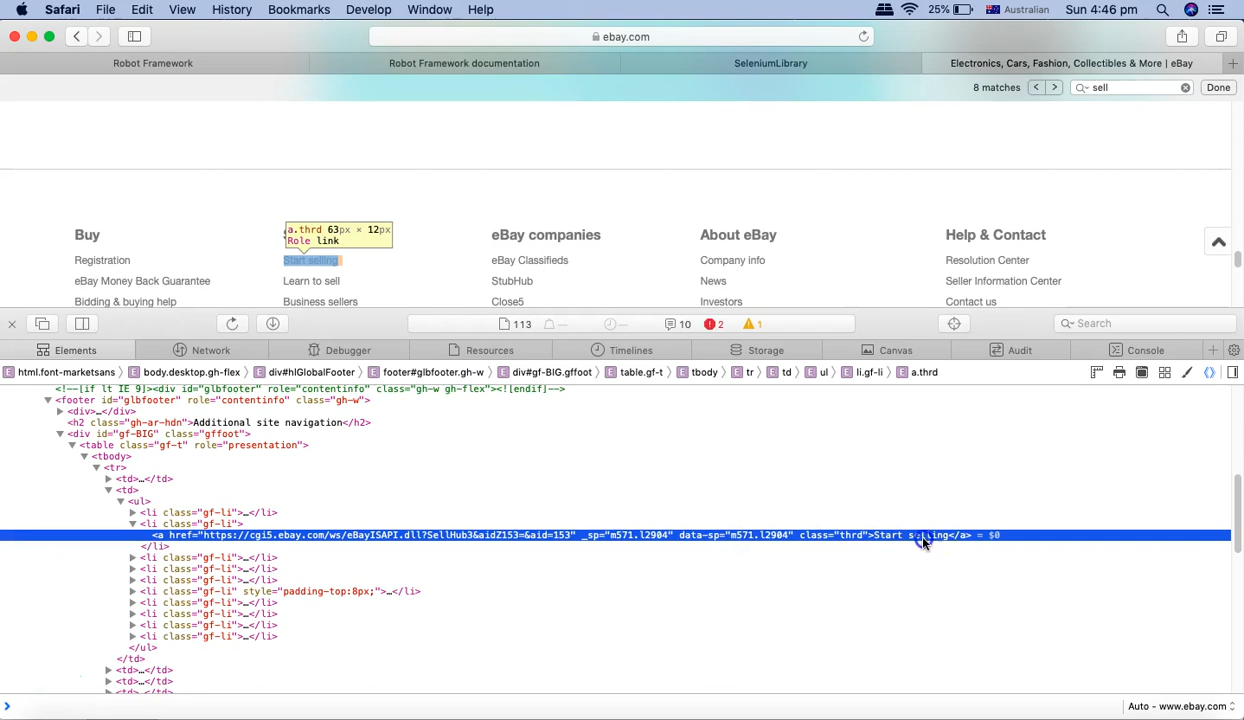 Safari File Edit View History Bookmarks Develop Window Help 25% Australian Sun 4:46 pm
ebay.com
Robot Framework Robot Framework documentation SeleniumLibrary Electronics, Cars, Fashion, Collectibles & More | eBay
8 matches sell Done
a.thrd 63px × 12px
Role link
Buy eBay companies About eBay Help & Contact
Registration Start selling eBay Classifieds Company info Resolution Center
eBay Money Back Guarantee Learn to sell StubHub News Seller Information Center
Bidding & buying help Business sellers Close5 Investors Contact us
113 — — 10 2 1 Search
Elements Network Debugger Resources Timelines Storage Canvas Audit Console
E html.font-marketsans E body.desktop.gh-flex E div#hlGlobalFooter E footer#glbfooter.gh-w E div#gf-BIG.gffoot E table.gf-t E tbody E tr E td E ul E li.gf-li E a.thrd
<!--[if lt IE 9]><div id="glbfooter" role="contentinfo" class="gh-w gh-flex"><![endif]-->
<footer id="glbfooter" role="contentinfo" class="gh-w">
<div>…</div>
<h2 class="gh-ar-hdn">Additional site navigation</h2>
<div id="gf-BIG" class="gffoot">
<table class="gf-t" role="presentation">
<tbody>
<tr>
<td>…</td>
<td>
<ul>
<li class="gf-li">…</li>
<li class="gf-li">
<a href="https://cgi5.ebay.com/ws/eBayISAPI.dll?SellHub3&aidZ153=&aid=153" _sp="m571.l2904" data-sp="m571.l2904" class="thrd">Start selling</a> = $0
</li>
<li class="gf-li">…</li>
<li class="gf-li">…</li>
<li class="gf-li">…</li>
<li class="gf-li" style="padding-top:8px;">…</li>
<li class="gf-li">…</li>
<li class="gf-li">…</li>
<li class="gf-li">…</li>
<li class="gf-li">…</li>
</ul>
</td>
<td>…</td>
<td>…</td>
<td>…</td>
Auto - www.ebay.com